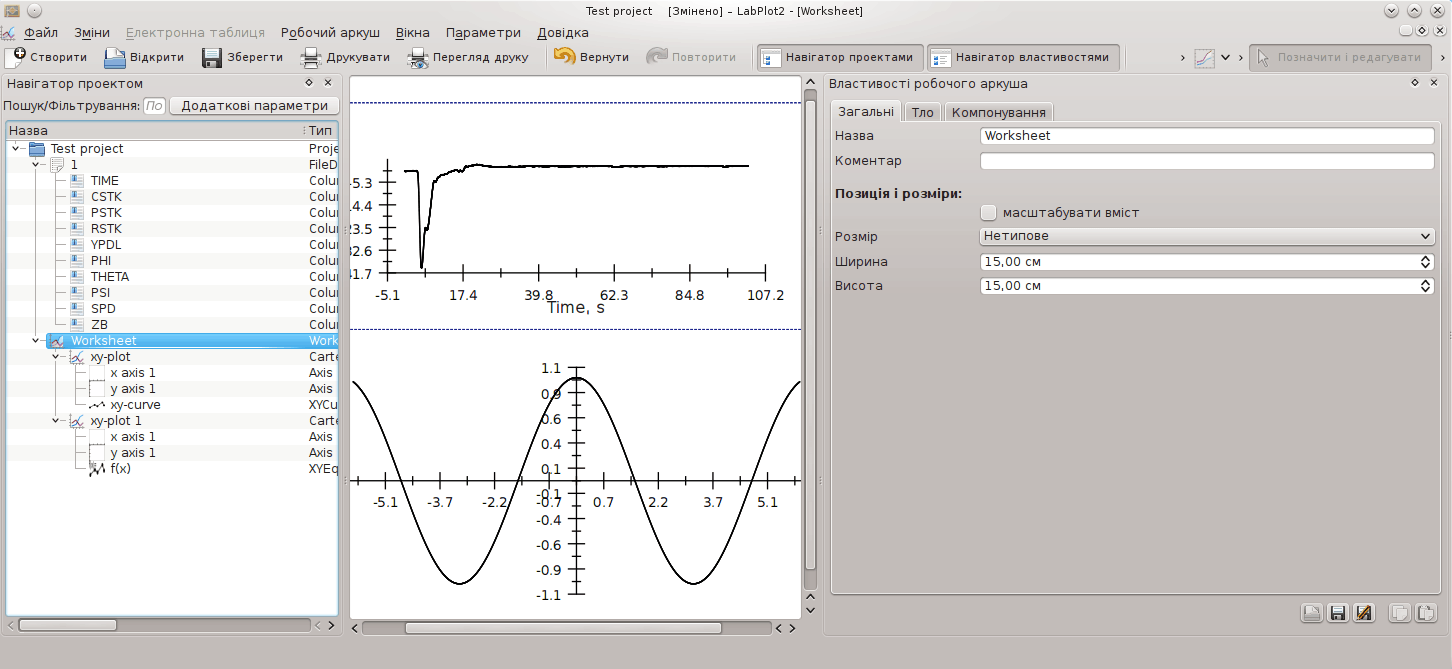 Test project [Змінено] – LabPlot2 - [Worksheet]
Файл Зміни Електронна таблиця Робочий аркуш Вікна Параметри Довідка
Створити Відкрити Зберегти Друкувати Перегляд друку Вернути Повторити Навігатор проектами Навігатор властивостями Позначити і редагувати
Навігатор проектом
Пошук/Фільтрування: По Додаткові параметри
Назва Тип
Test project Proje
1 FileD
TIME Colur
CSTK Colur
PSTK Colur
RSTK Colur
YPDL Colur
PHI Colur
THETA Colur
PSI Colur
SPD Colur
ZB Colur
Worksheet Work
xy-plot Carte
x axis 1 Axis
y axis 1 Axis
xy-curve XYCu
xy-plot 1 Carte
x axis 1 Axis
y axis 1 Axis
f(x) XYEq
-5.3
14.4
23.5
32.6
41.7
-5.1 17.4 39.8 62.3 84.8 107.2
Time, s
1.1
0.9
0.6
0.4
0.1
-0.1
-5.1 -3.7 -2.2 -0.7 0.7 2.2 3.7 5.1
-0.4
-0.6
-0.9
-1.1
Властивості робочого аркуша
Загальні Тло Компонування
Назва Worksheet
Коментар
Позиція і розміри:
масштабувати вміст
Розмір Нетипове
Ширина 15,00 см
Висота 15,00 см